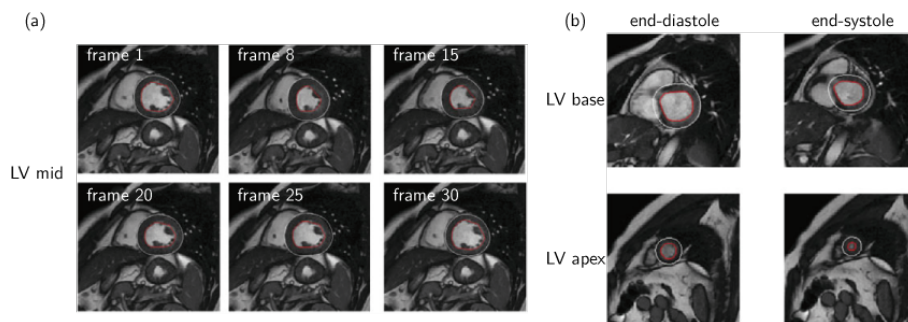 (a)
frame 1
frame 8
frame 15
LV mid
frame 20
frame 25
frame 30
(b)
end-diastole
end-systole
LV base
LV apex